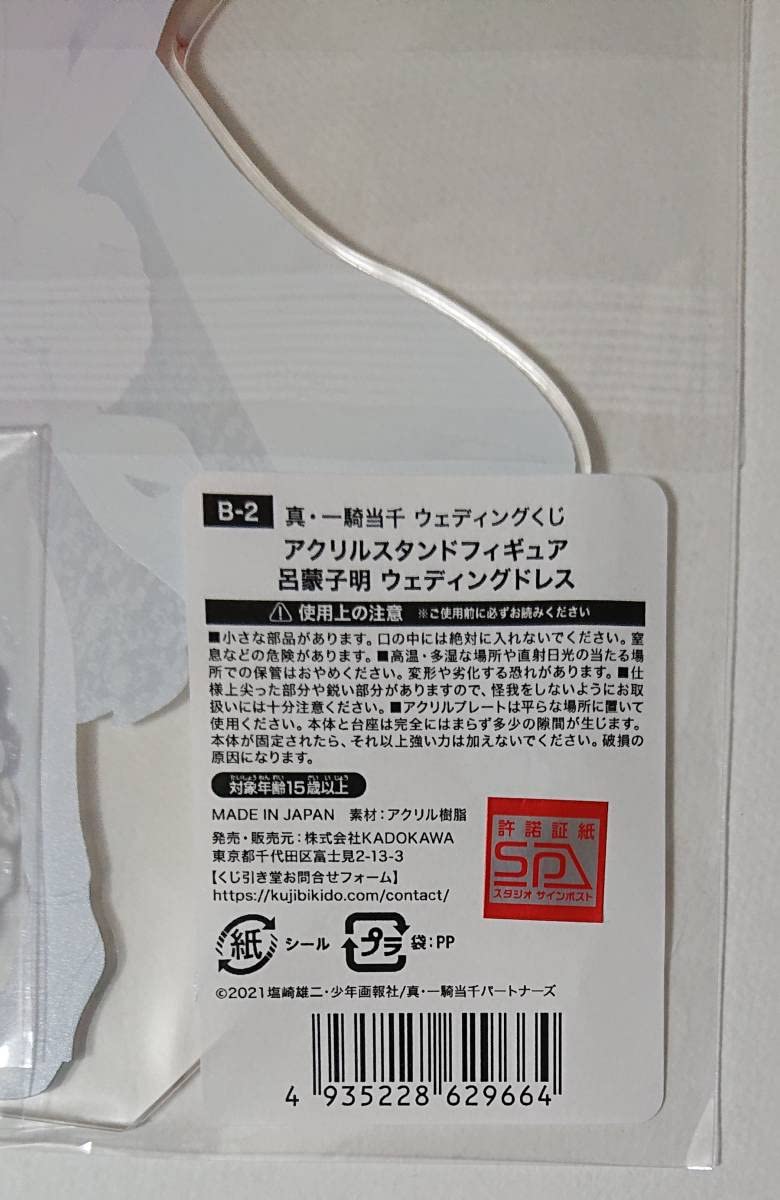 B-2 真・一騎当千 ウェディングくじ
アクリルスタンドフィギュア
呂蒙子明 ウェディングドレス
使用上の注意 ※ご使用前に必ずお読みください
■小さな部品があります。口の中には絶対に入れないでください。窒
息などの危険があります。■高温・多湿な場所や直射日光の当たる場
所での保管はおやめください。変形や劣化する恐れがあります。■仕
様上尖った部分や鋭い部分がありますので、怪我をしないようにお取
扱いには十分注意ください。■アクリルプレートは平らな場所に置いて
使用ください。本体と台座は完全にはまらず多少の隙間が生じます。
本体が固定されたら、それ以上強い力は加えないでください。破損の
原因になります。
たいしょうねんれい さいいじょう
対象年齢15歳以上
MADE IN JAPAN 素材:アクリル樹脂
発売・販売元:株式会社KADOKAWA
東京都千代田区富士見2-13-3
【くじ引き堂お問合せフォーム】
https://kujibikido.com/contact/
許諾証紙
SPA
スタジオ サインポスト
紙 シール プラ 袋:PP
©2021塩崎雄二・少年画報社/真・一騎当千パートナーズ
4 935228 629664